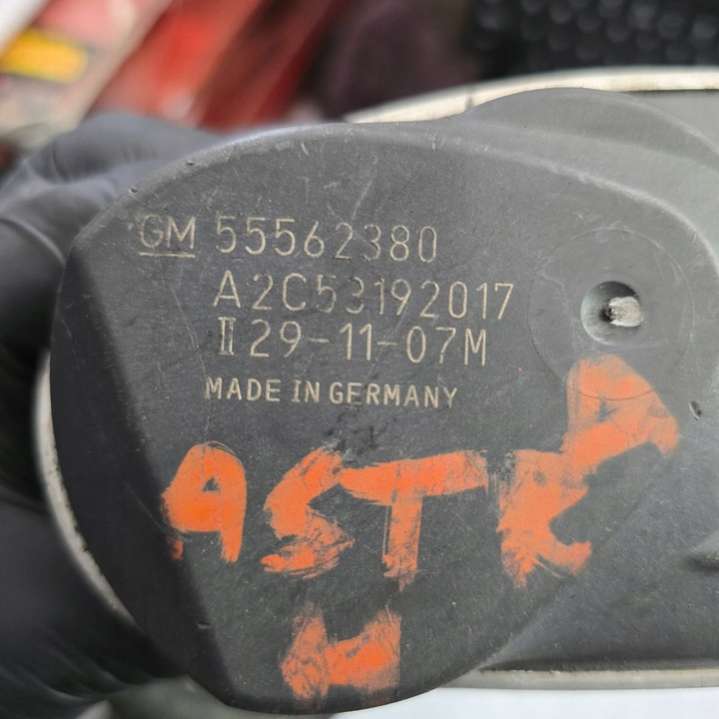 GM 55562380
A2C53192017
II 29-11-07M
MADE IN GERMANY
ASTRA
H